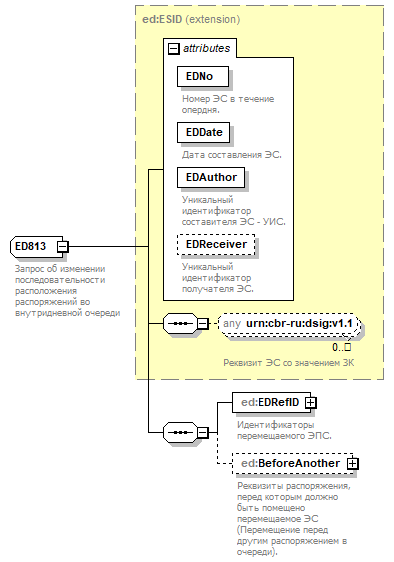 ed:ESID (extension)
attributes
EDNo
Номер ЭС в течение
опердня.
EDDate
Дата составления ЭС.
EDAuthor
Уникальный
идентификатор
составителя ЭС - УИС.
EDReceiver
Уникальный
идентификатор
получателя ЭС.
ED813
Запрос об изменении
последовательности
расположения
распоряжений во
внутридневной очереди
any urn:cbr-ru:dsig:v1.1
Реквизит ЭС со значением ЗК
ed:EDRefID
Идентификаторы
перемещаемого ЭПС.
ed:BeforeAnother
Реквизиты распоряжения,
перед которым должно
быть помещено
перемещаемое ЭС
(Перемещение перед
другим распоряжением в
очереди).